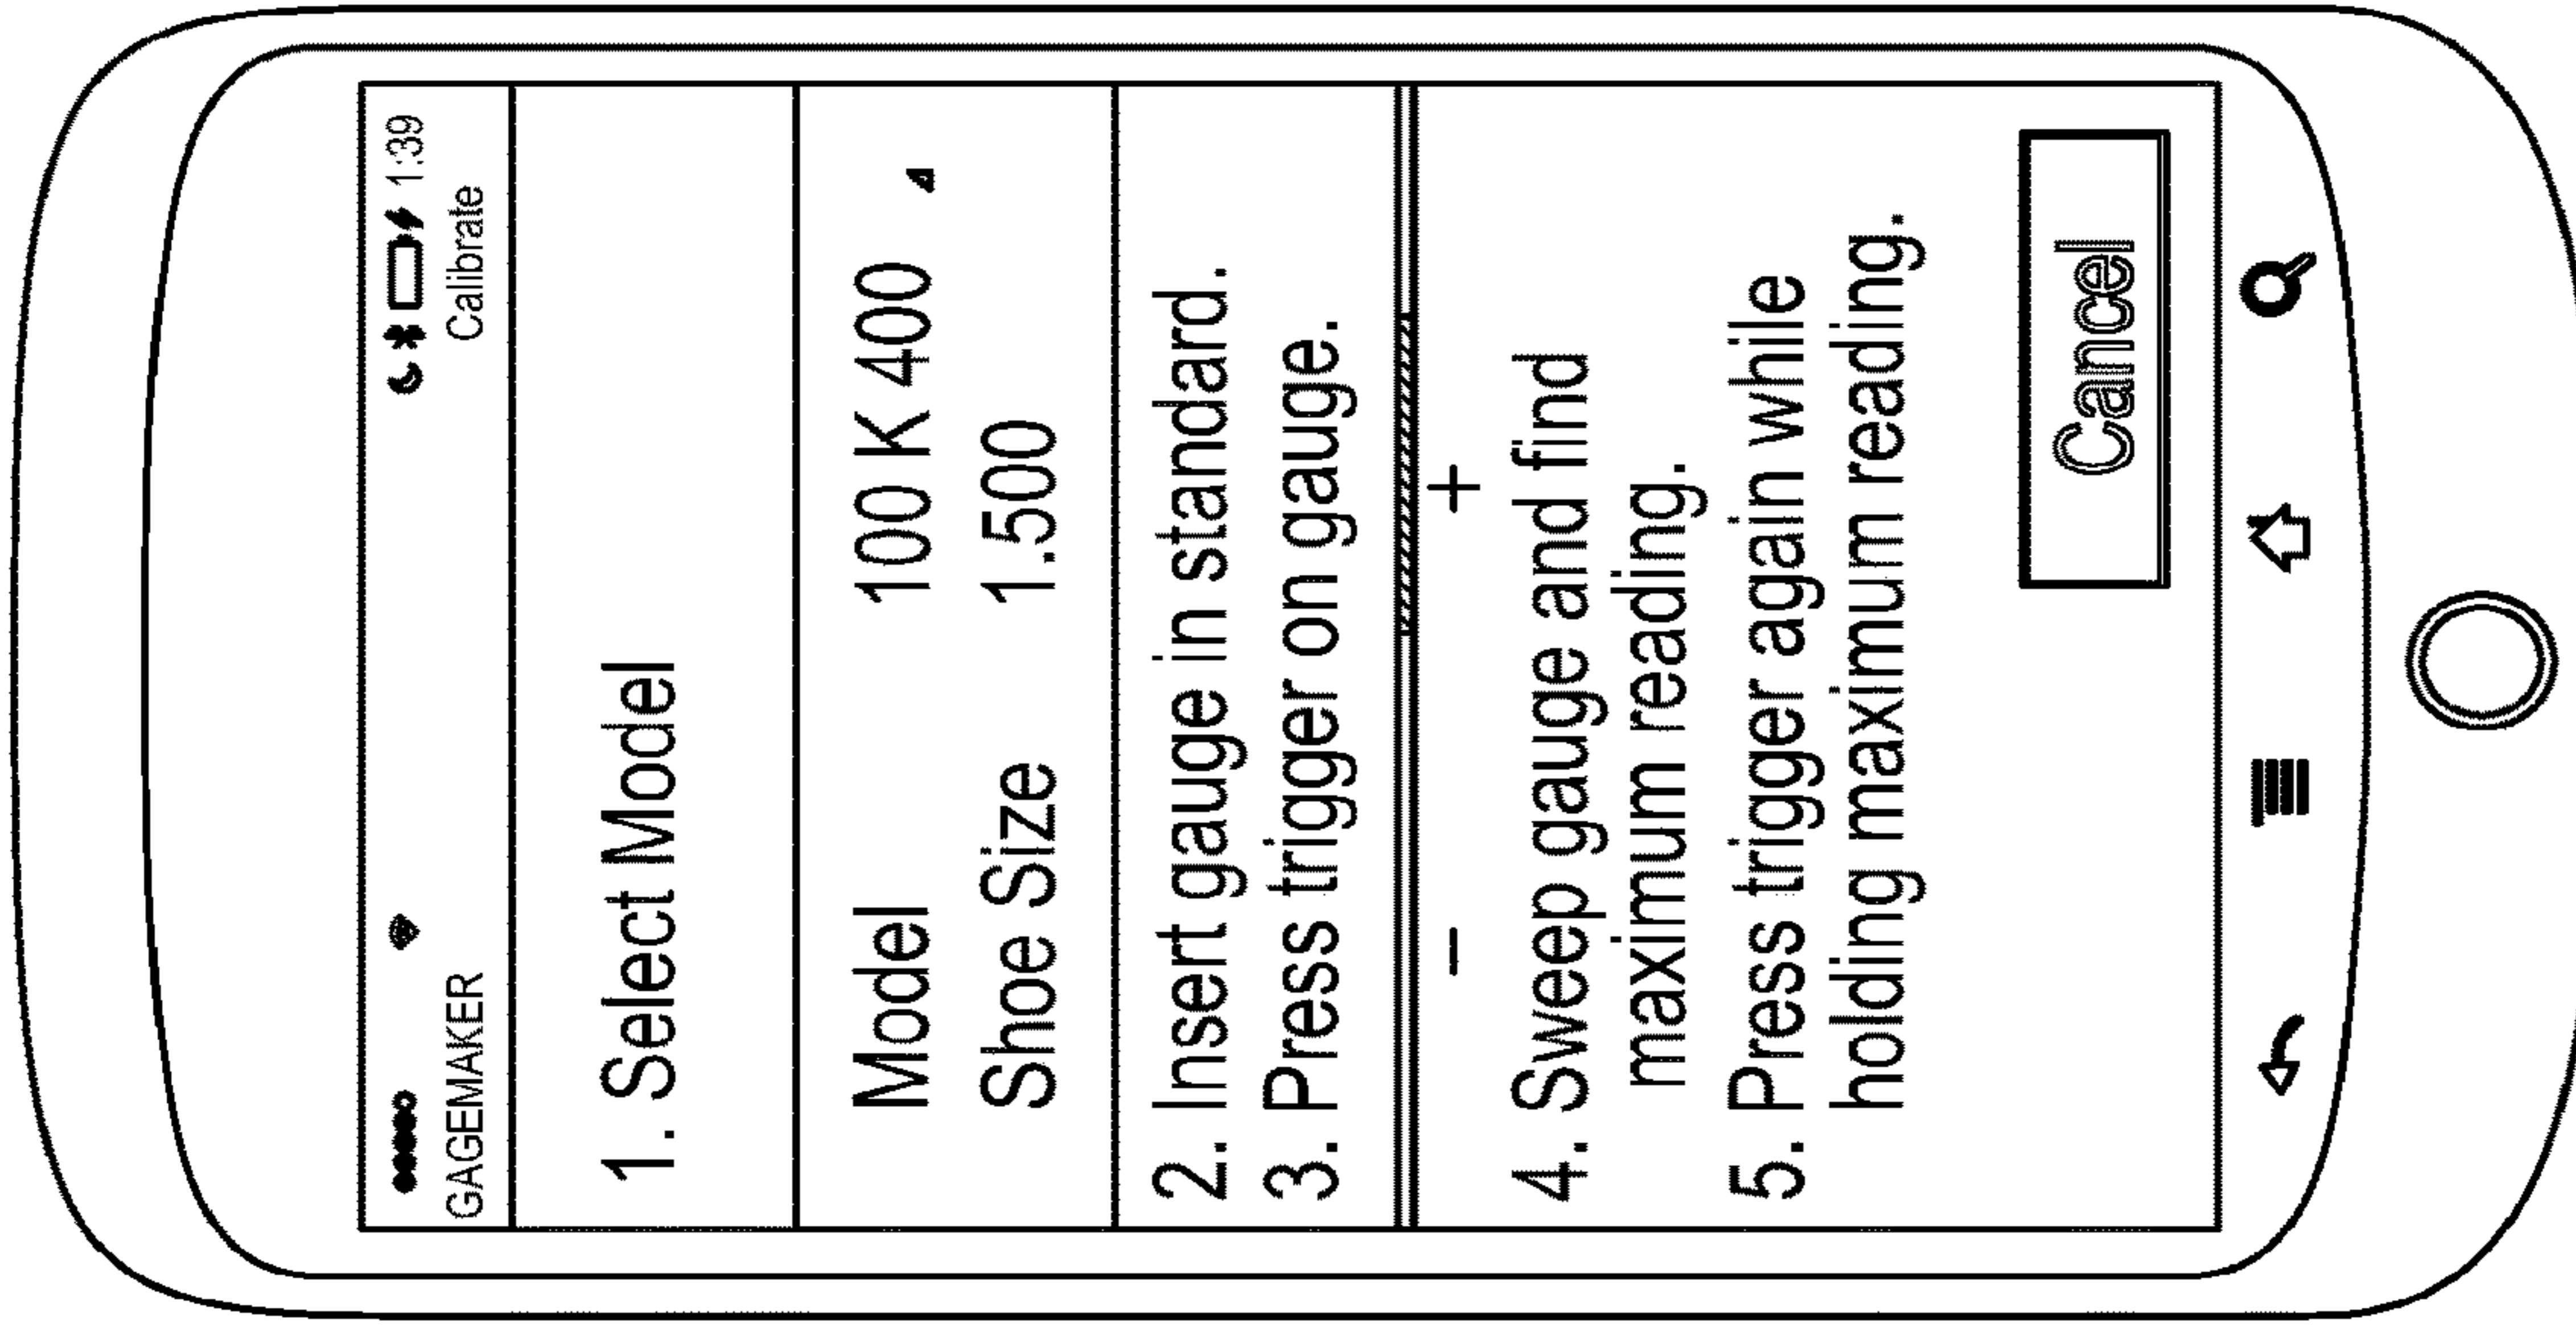 1:39
GAGEMAKER Calibrate
1. Select Model
Model 100 K 400
Shoe Size 1.500
2. Insert gauge in standard.
3. Press trigger on gauge.
- +
4. Sweep gauge and find
maximum reading.
5. Press trigger again while
holding maximum reading.
Cancel